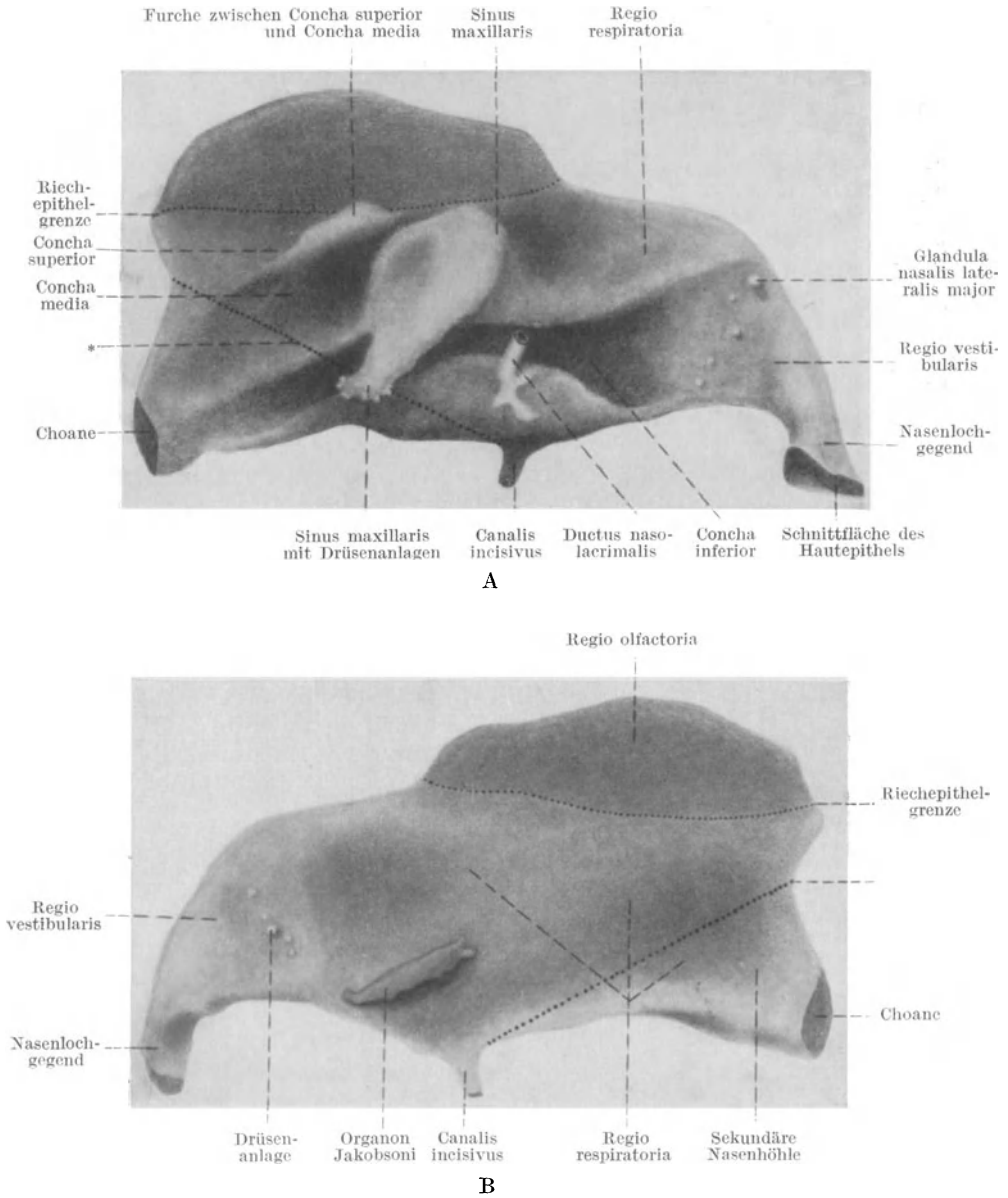 Furche zwischen Concha superior
und Concha media
Sinus
maxillaris
Regio
respiratoria
Riech-
epithel-
grenze
Concha
superior
Concha
media
*
Choane
Glandula
nasalis late-
ralis major
Regio vesti-
bularis
Nasenloch-
gegend
Sinus maxillaris
mit Drüsenanlagen
Canalis
incisivus
Ductus naso-
lacrimalis
Concha
inferior
Schnittfläche des
Hautepithels
A
Regio olfactoria
Riechepithel-
grenze
Regio
vestibularis
Choane
Nasenloch-
gegend
Drüsen-
anlage
Organon
Jakobsoni
Canalis
incisivus
Regio
respiratoria
Sekundäre
Nasenhöhle
B